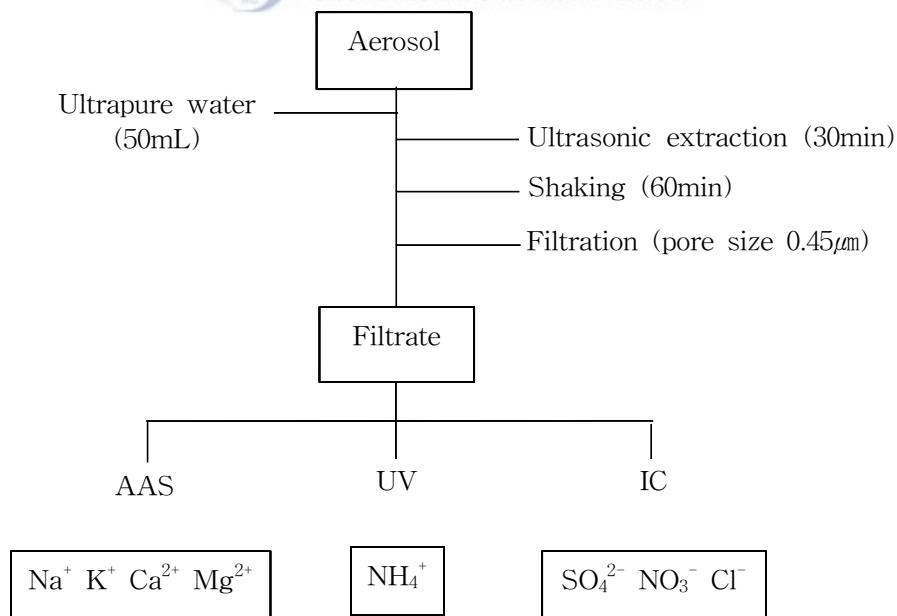 Aerosol
Ultrapure water
(50mL)
Ultrasonic extraction (30min)
Shaking (60min)
Filtration (pore size 0.45㎛)
Filtrate
AAS UV IC
Na⁺ K⁺ Ca²⁺ Mg²⁺ NH₄⁺ SO₄²⁻ NO₃⁻ Cl⁻